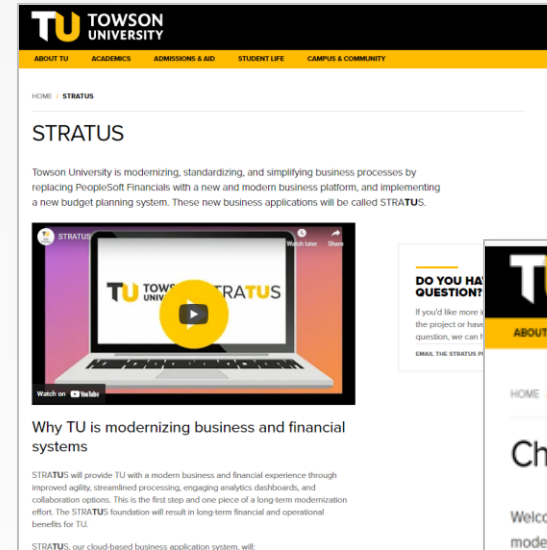 TU TOWSON
UNIVERSITY
ABOUT TU ACADEMICS ADMISSIONS & AID STUDENT LIFE CAMPUS & COMMUNITY
HOME / STRATUS
STRATUS
Towson University is modernizing, standardizing, and simplifying business processes by
replacing PeopleSoft Financials with a new and modern business platform, and implementing
a new budget planning system. These new business applications will be called STRATUS.
STRATUS
Watch later Share
TU
Watch on YouTube
Why TU is modernizing business and financial
systems
STRATUS will provide TU with a modern business and financial experience through
improved agility, streamlined processing, engaging analytics dashboards, and
collaboration options. This is the first step and one piece of a long-term modernization
effort. The STRATUS foundation will result in long-term financial and operational
benefits for TU.
STRATUS, our cloud-based business application system, will:
DO YOU
QUESTION?
If you'd like more
the project or have
question, we can
EMAIL THE STRATUS
ABOUT
HOME